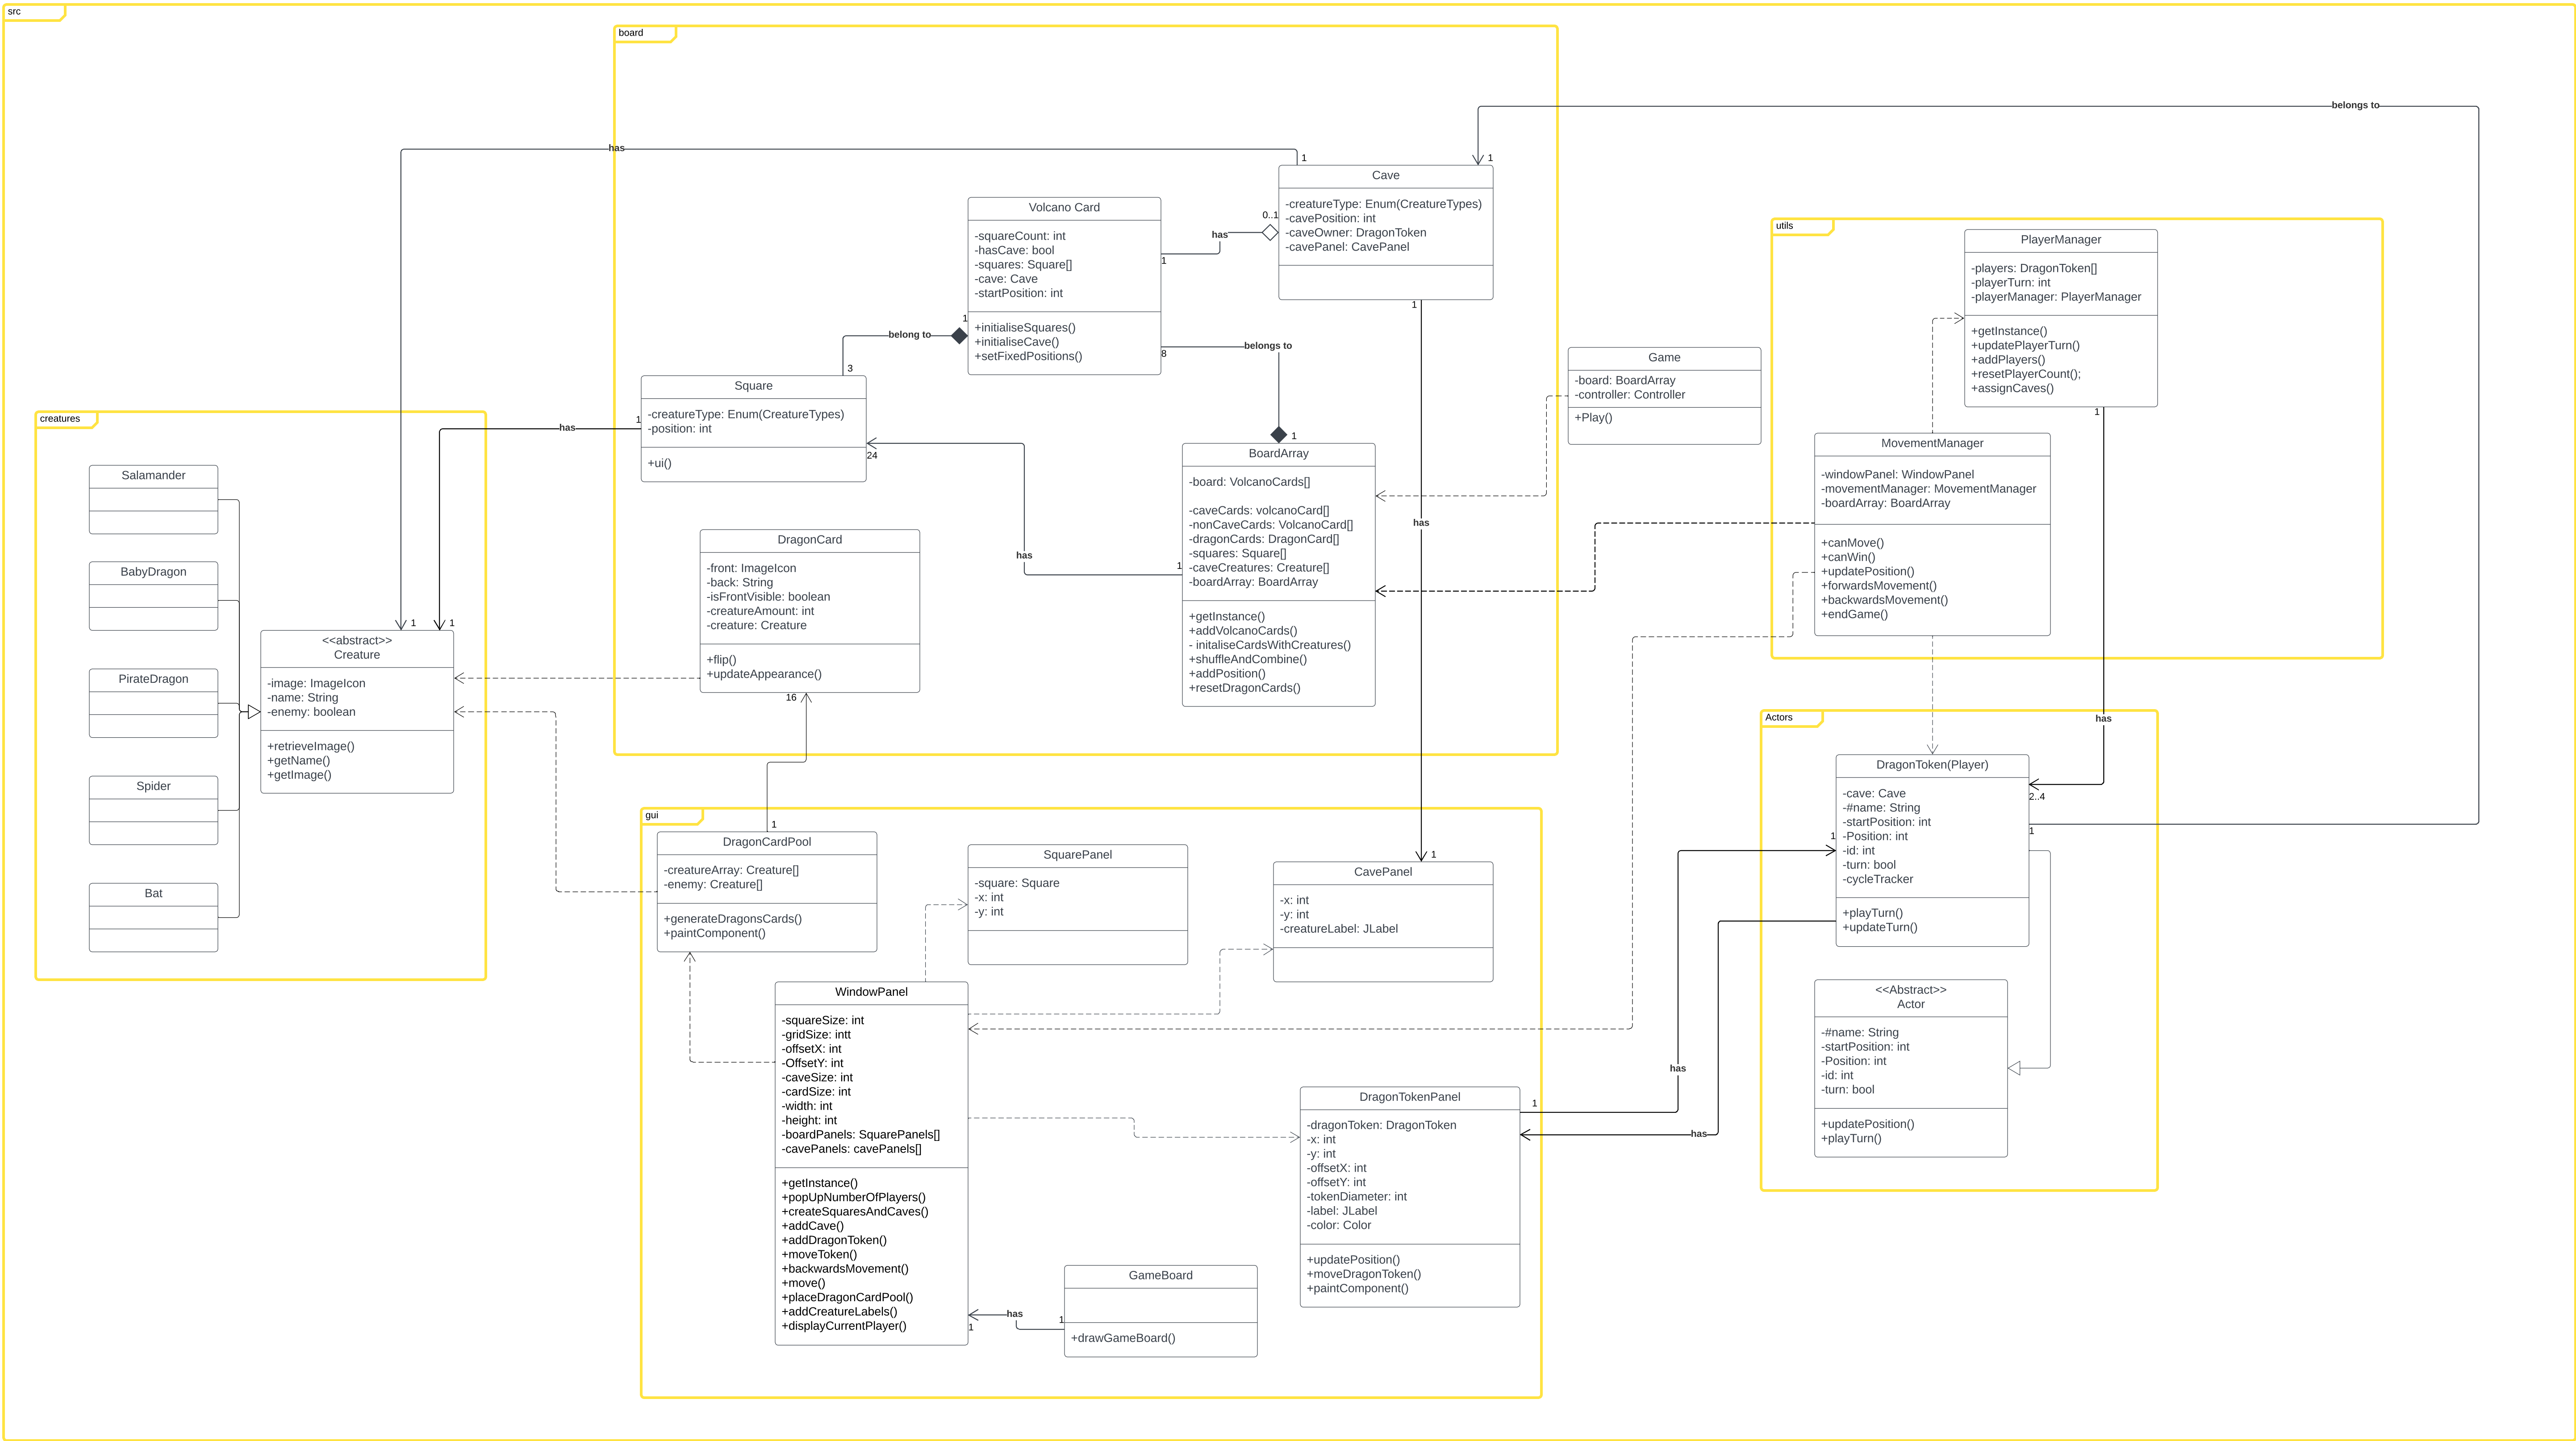 src
board
belongs to
has
1
1
Cave
-creatureType: Enum(CreatureTypes)
-cavePosition: int
-caveOwner: DragonToken
-cavePanel: CavePanel
0..1
has
1
1
Volcano Card
-squareCount: int
-hasCave: bool
-squares: Square[]
-cave: Cave
-startPosition: int
+initialiseSquares()
+initialiseCave()
+setFixedPositions()
1
belong to
3
8
belongs to
1
utils
PlayerManager
-players: DragonToken[]
-playerTurn: int
-playerManager: PlayerManager
+getInstance()
+updatePlayerTurn()
+addPlayers()
+resetPlayerCount();
+assignCaves()
1
Game
-board: BoardArray
-controller: Controller
+Play()
Square
-creatureType: Enum(CreatureTypes)
-position: int
+ui()
1
has
24
has
1
BoardArray
-board: VolcanoCards[]
-caveCards: volcanoCard[]
-nonCaveCards: VolcanoCard[]
-dragonCards: DragonCard[]
-squares: Square[]
-caveCreatures: Creature[]
-boardArray: BoardArray
+getInstance()
+addVolcanoCards()
- initaliseCardsWithCreatures()
+shuffleAndCombine()
+addPosition()
+resetDragonCards()
has
MovementManager
-windowPanel: WindowPanel
-movementManager: MovementManager
-boardArray: BoardArray
+canMove()
+canWin()
+updatePosition()
+forwardsMovement()
+backwardsMovement()
+endGame()
creatures
Salamander
BabyDragon
PirateDragon
Spider
Bat
1
1
<<abstract>>
Creature
-image: ImageIcon
-name: String
-enemy: boolean
+retrieveImage()
+getName()
+getImage()
DragonCard
-front: ImageIcon
-back: String
-isFrontVisible: boolean
-creatureAmount: int
-creature: Creature
+flip()
+updateAppearance()
16
Actors
has
DragonToken(Player)
-cave: Cave
-#name: String
-startPosition: int
-Position: int
-id: int
-turn: bool
-cycleTracker
+playTurn()
+updateTurn()
2..4
1
1
<<Abstract>>
Actor
-#name: String
-startPosition: int
-Position: int
-id: int
-turn: bool
+updatePosition()
+playTurn()
gui
1
DragonCardPool
-creatureArray: Creature[]
-enemy: Creature[]
+generateDragonsCards()
+paintComponent()
SquarePanel
-square: Square
-x: int
-y: int
1
CavePanel
-x: int
-y: int
-creatureLabel: JLabel
WindowPanel
-squareSize: int
-gridSize: intt
-offsetX: int
-OffsetY: int
-caveSize: int
-cardSize: int
-width: int
-height: int
-boardPanels: SquarePanels[]
-cavePanels: cavePanels[]
+getInstance()
+popUpNumberOfPlayers()
+createSquaresAndCaves()
+addCave()
+addDragonToken()
+moveToken()
+backwardsMovement()
+move()
+placeDragonCardPool()
+addCreatureLabels()
+displayCurrentPlayer()
has
1
1
GameBoard
+drawGameBoard()
DragonTokenPanel
-dragonToken: DragonToken
-x: int
-y: int
-offsetX: int
-offsetY: int
-tokenDiameter: int
-label: JLabel
-color: Color
+updatePosition()
+moveDragonToken()
+paintComponent()
1
has
has